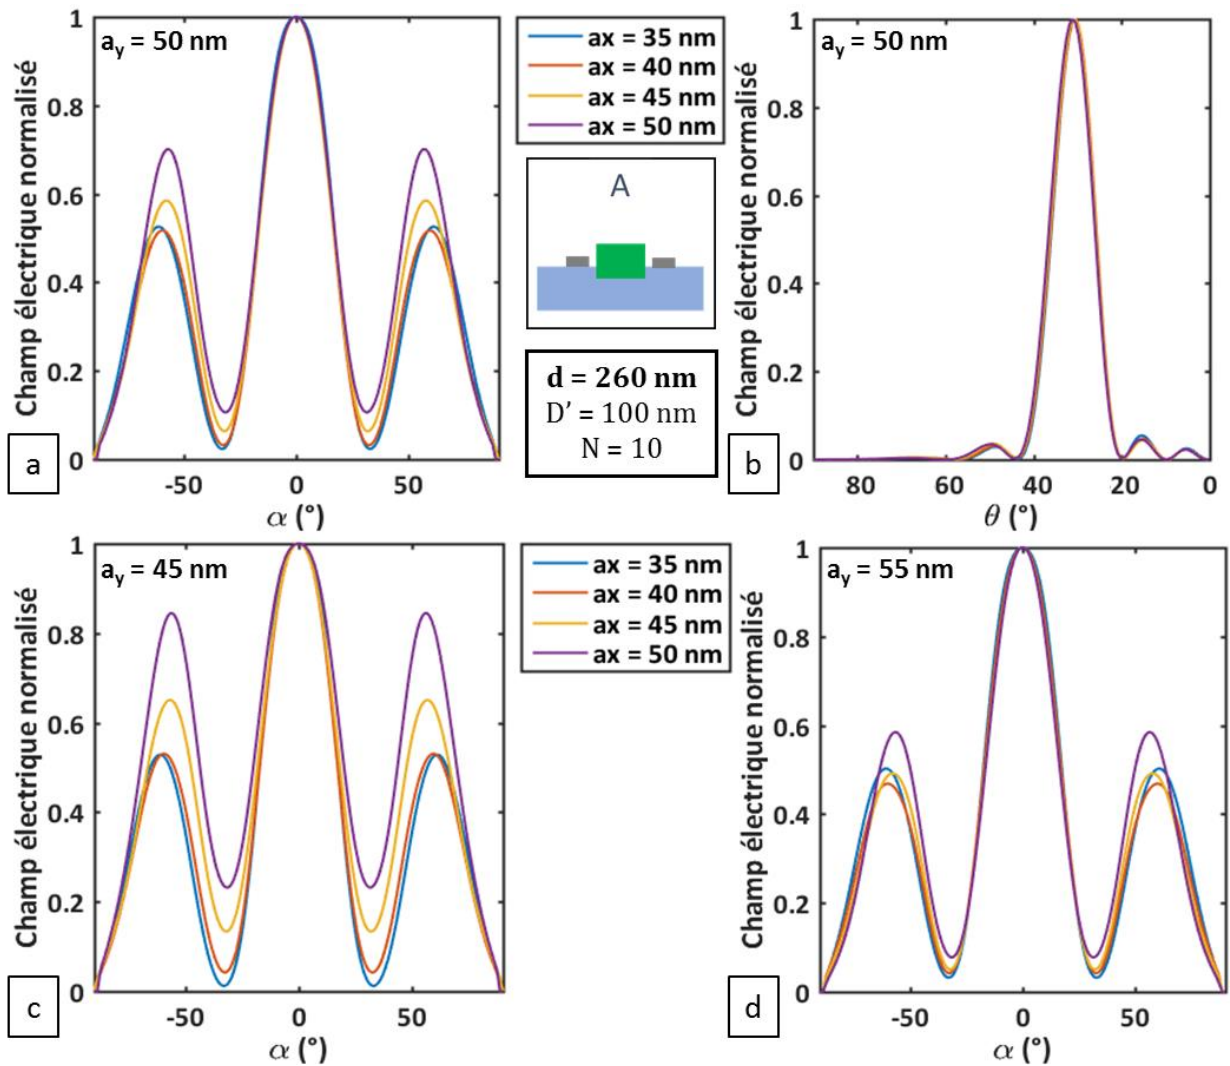 a_y = 50 nm
Champ électrique normalisé
1
0.8
0.6
0.4
0.2
0
-50
0
50
α (°)
a
ax = 35 nm
ax = 40 nm
ax = 45 nm
ax = 50 nm
A
d = 260 nm
D' = 100 nm
N = 10
a_y = 50 nm
Champ électrique normalisé
1
0.8
0.6
0.4
0.2
0
80
60
40
20
0
θ (°)
b
a_y = 45 nm
Champ électrique normalisé
1
0.8
0.6
0.4
0.2
0
-50
0
50
α (°)
c
ax = 35 nm
ax = 40 nm
ax = 45 nm
ax = 50 nm
a_y = 55 nm
Champ électrique normalisé
1
0.8
0.6
0.4
0.2
0
-50
0
50
α (°)
d